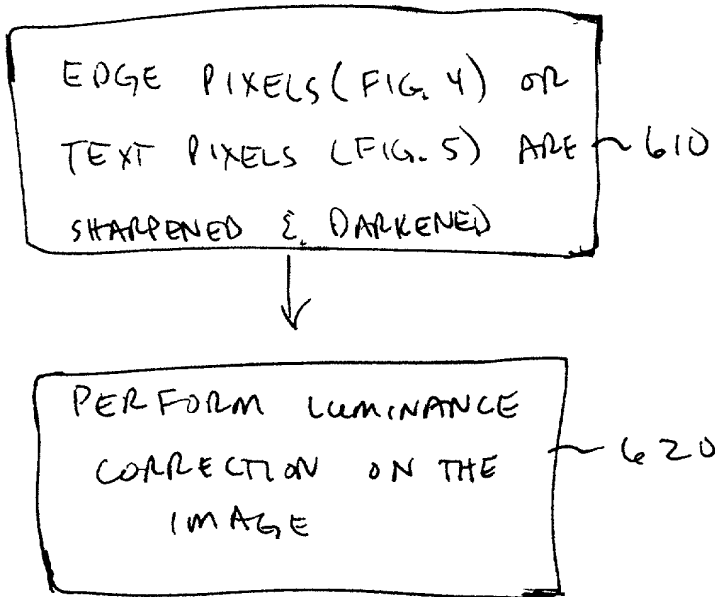 EDGE PIXELS (FIG. 4) OR
TEXT PIXELS (FIG. 5) ARE
SHARPENED & DARKENED
610
PERFORM LUMINANCE
CORRECTION ON THE
IMAGE
620